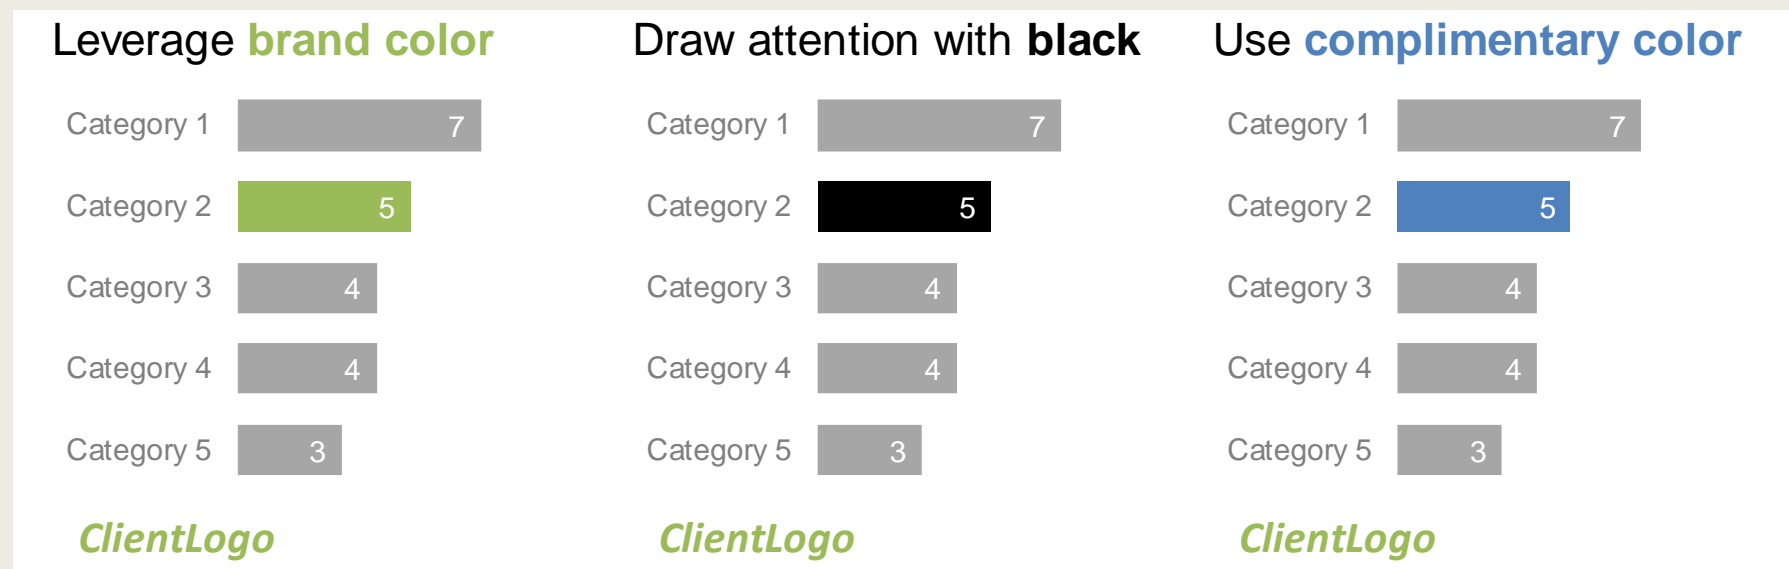 Leverage brand color
Category 1 7
Category 2 5
Category 3 4
Category 4 4
Category 5 3
ClientLogo
Draw attention with black
Category 1 7
Category 2 5
Category 3 4
Category 4 4
Category 5 3
ClientLogo
Use complimentary color
Category 1 7
Category 2 5
Category 3 4
Category 4 4
Category 5 3
ClientLogo